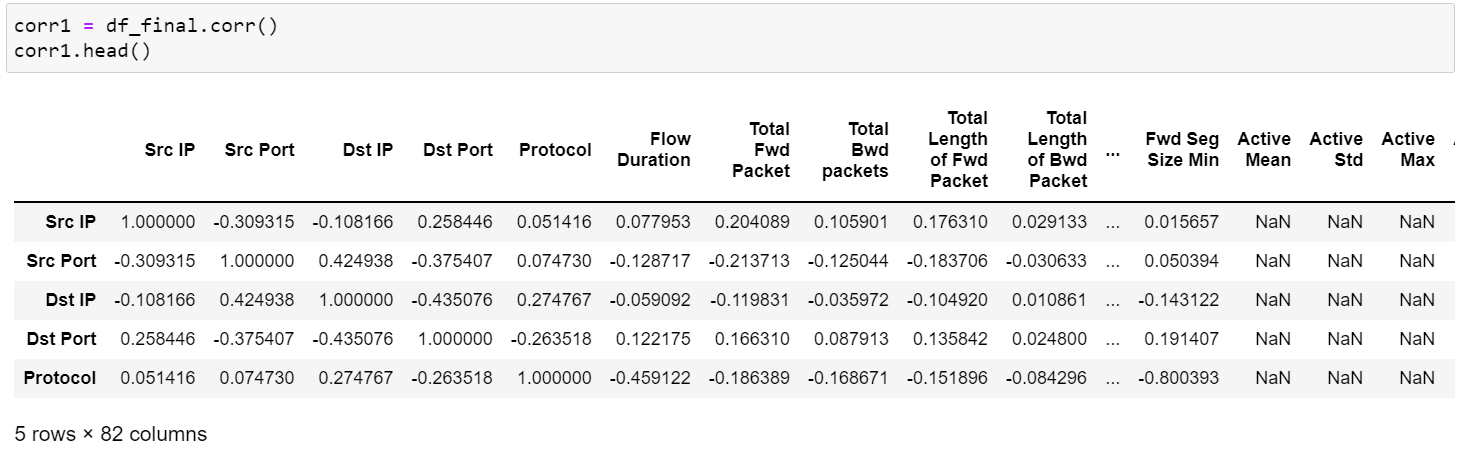 corr1 = df_final.corr()
corr1.head()
Src IP Src Port Dst IP Dst Port Protocol Flow Duration Total Fwd Packet Total Bwd packets Total Length of Fwd Packet Total Length of Bwd Packet ... Fwd Seg Size Min Active Mean Active Std Active Max
Src IP 1.000000 -0.309315 -0.108166 0.258446 0.051416 0.077953 0.204089 0.105901 0.176310 0.029133 ... 0.015657 NaN NaN NaN
Src Port -0.309315 1.000000 0.424938 -0.375407 0.074730 -0.128717 -0.213713 -0.125044 -0.183706 -0.030633 ... 0.050394 NaN NaN NaN
Dst IP -0.108166 0.424938 1.000000 -0.435076 0.274767 -0.059092 -0.119831 -0.035972 -0.104920 0.010861 ... -0.143122 NaN NaN NaN
Dst Port 0.258446 -0.375407 -0.435076 1.000000 -0.263518 0.122175 0.166310 0.087913 0.135842 0.024800 ... 0.191407 NaN NaN NaN
Protocol 0.051416 0.074730 0.274767 -0.263518 1.000000 -0.459122 -0.186389 -0.168671 -0.151896 -0.084296 ... -0.800393 NaN NaN NaN
5 rows × 82 columns